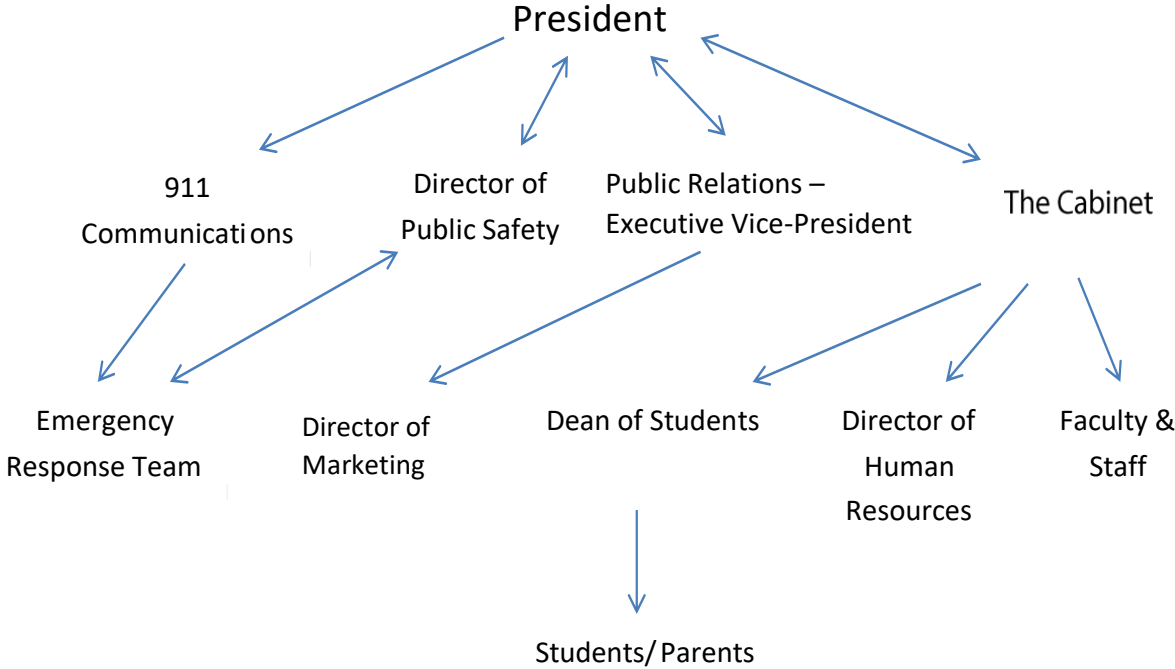 President
911
Communications
Director of
Public Safety
Public Relations –
Executive Vice-President
The Cabinet
Emergency
Response Team
Director of
Marketing
Dean of Students
Director of
Human
Resources
Faculty &
Staff
Students/Parents